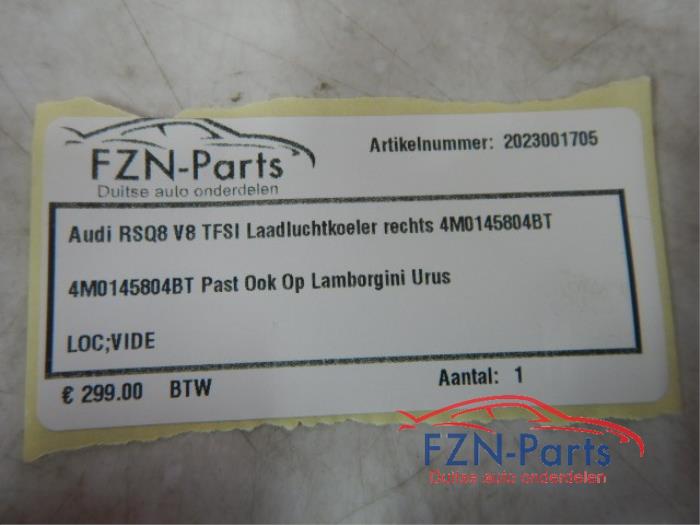 FZN-Parts
Duitse auto onderdelen
Artikelnummer: 2023001705
Audi RSQ8 V8 TFSI Laadluchtkoeler rechts 4M0145804BT
4M0145804BT Past Ook Op Lamborgini Urus
LOC;VIDE
€ 299.00 BTW
Aantal: 1
FZN-Parts
Duitse auto onderdelen